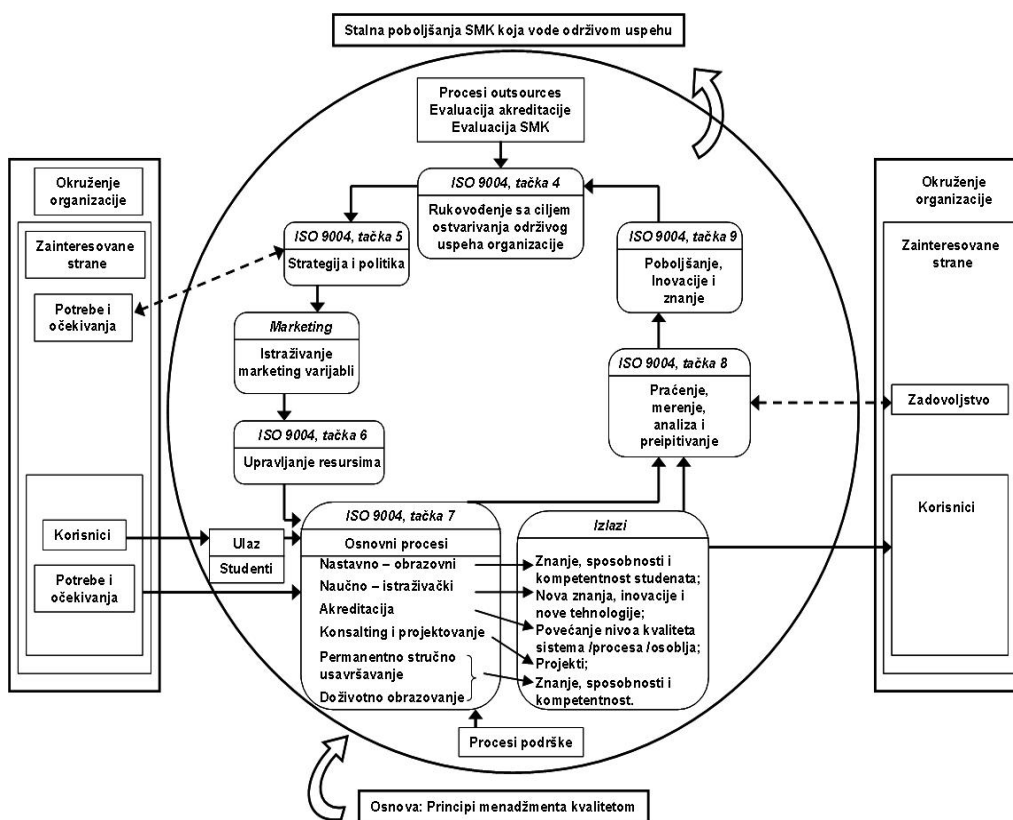 Stalna poboljšanja SMK koja vode održivom uspehu
Procesi outsources
Evaluacija akreditacije
Evaluacija SMK
Okruženje
organizacije
Zainteresovane
strane
Potrebe i
očekivanja
Korisnici
Potrebe i
očekivanja
ISO 9004, tačka 4
Rukovođenje sa ciljem
ostvarivanja održivog
uspeha organizacije
ISO 9004, tačka 5
Strategija i politika
Marketing
Istraživanje
marketing varijabli
ISO 9004, tačka 6
Upravljanje resursima
Ulaz
Studenti
ISO 9004, tačka 7
Osnovni procesi
Nastavno – obrazovni
Naučno – istraživački
Akreditacija
Konsalting i projektovanje
Permanentno stručno
usavršavanje
Doživotno obrazovanje
Procesi podrške
Izlazi
Znanje, sposobnosti i
kompetentnost studenata;
Nova znanja, inovacije i
nove tehnologije;
Povećanje nivoa kvaliteta
sistema /procesa /osoblja;
Projekti;
Znanje, sposobnosti i
kompetentnost.
ISO 9004, tačka 8
Praćenje,
merenje,
analiza i
preipitivanje
ISO 9004, tačka 9
Poboljšanje,
Inovacije i
znanje
Okruženje
organizacije
Zainteresovane
strane
Zadovoljstvo
Korisnici
Osnova: Principi menadžmenta kvalitetom